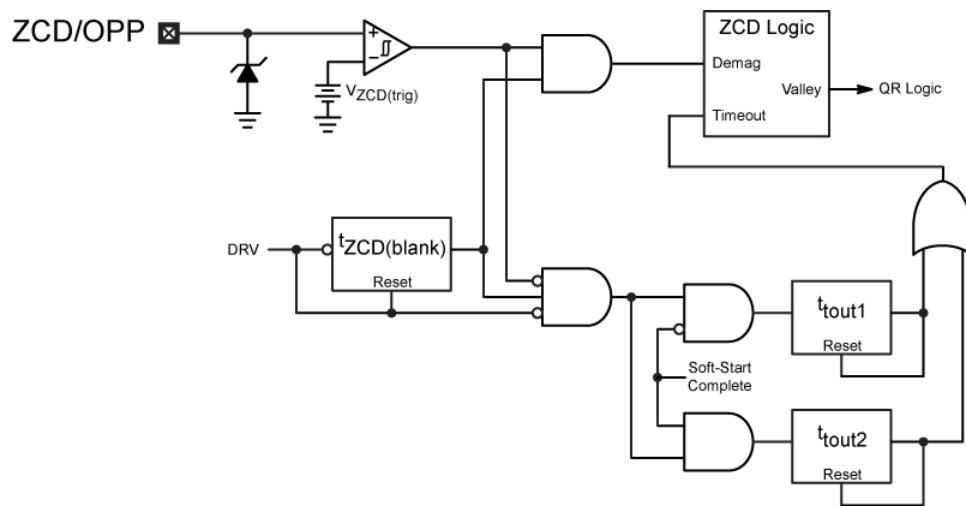 ZCD/OPP
+
−
VZCD(trig)
ZCD Logic
Demag
Valley
Timeout
QR Logic
DRV
tZCD(blank)
Reset
ttout1
Reset
Soft-Start
Complete
ttout2
Reset